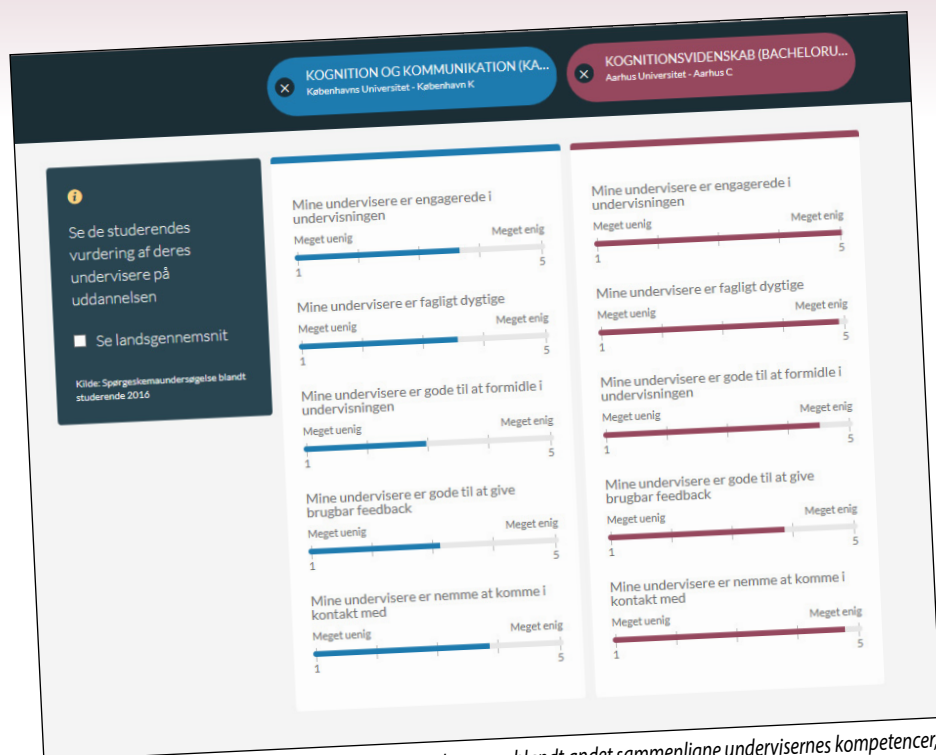 KOGNITION OG KOMMUNIKATION (KA...
Københavns Universitet - København K
KOGNITIONSVIDENSKAB (BACHELORU...
Aarhus Universitet - Aarhus C
Se de studerendes
vurdering af deres
undervisere på
uddannelsen
Se landsgennemsnit
Kilde: Spørgeskemaundersøgelse blandt
studerende 2016
Mine undervisere er engagerede i
undervisningen
Meget uenig Meget enig
1 5
Mine undervisere er fagligt dygtige
Meget uenig Meget enig
1 5
Mine undervisere er gode til at formidle i
undervisningen
Meget uenig Meget enig
1 5
Mine undervisere er gode til at give
brugbar feedback
Meget uenig Meget enig
1 5
Mine undervisere er nemme at komme i
kontakt med
Meget uenig Meget enig
1 5
Mine undervisere er engagerede i
undervisningen
Meget uenig Meget enig
1 5
Mine undervisere er fagligt dygtige
Meget uenig Meget enig
1 5
Mine undervisere er gode til at formidle i
undervisningen
Meget uenig Meget enig
1 5
Mine undervisere er gode til at give
brugbar feedback
Meget uenig Meget enig
1 5
Mine undervisere er nemme at komme i
kontakt med
Meget uenig Meget enig
1 5
blandt andet sammenligne undervisernes kompetencer,